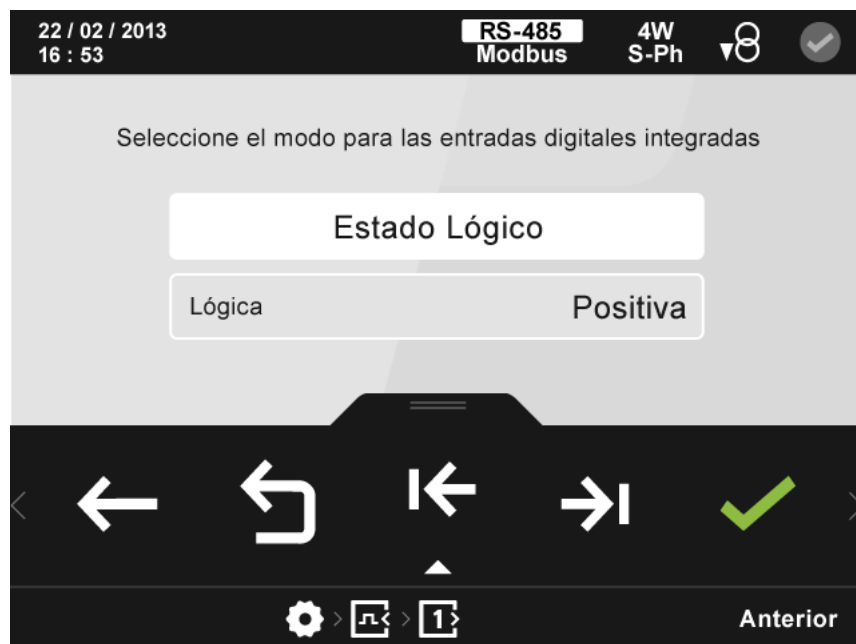 22 / 02 / 2013
16 : 53
RS-485
Modbus
4W
S-Ph
Seleccione el modo para las entradas digitales integradas
Estado Lógico
Lógica Positiva
1
Anterior